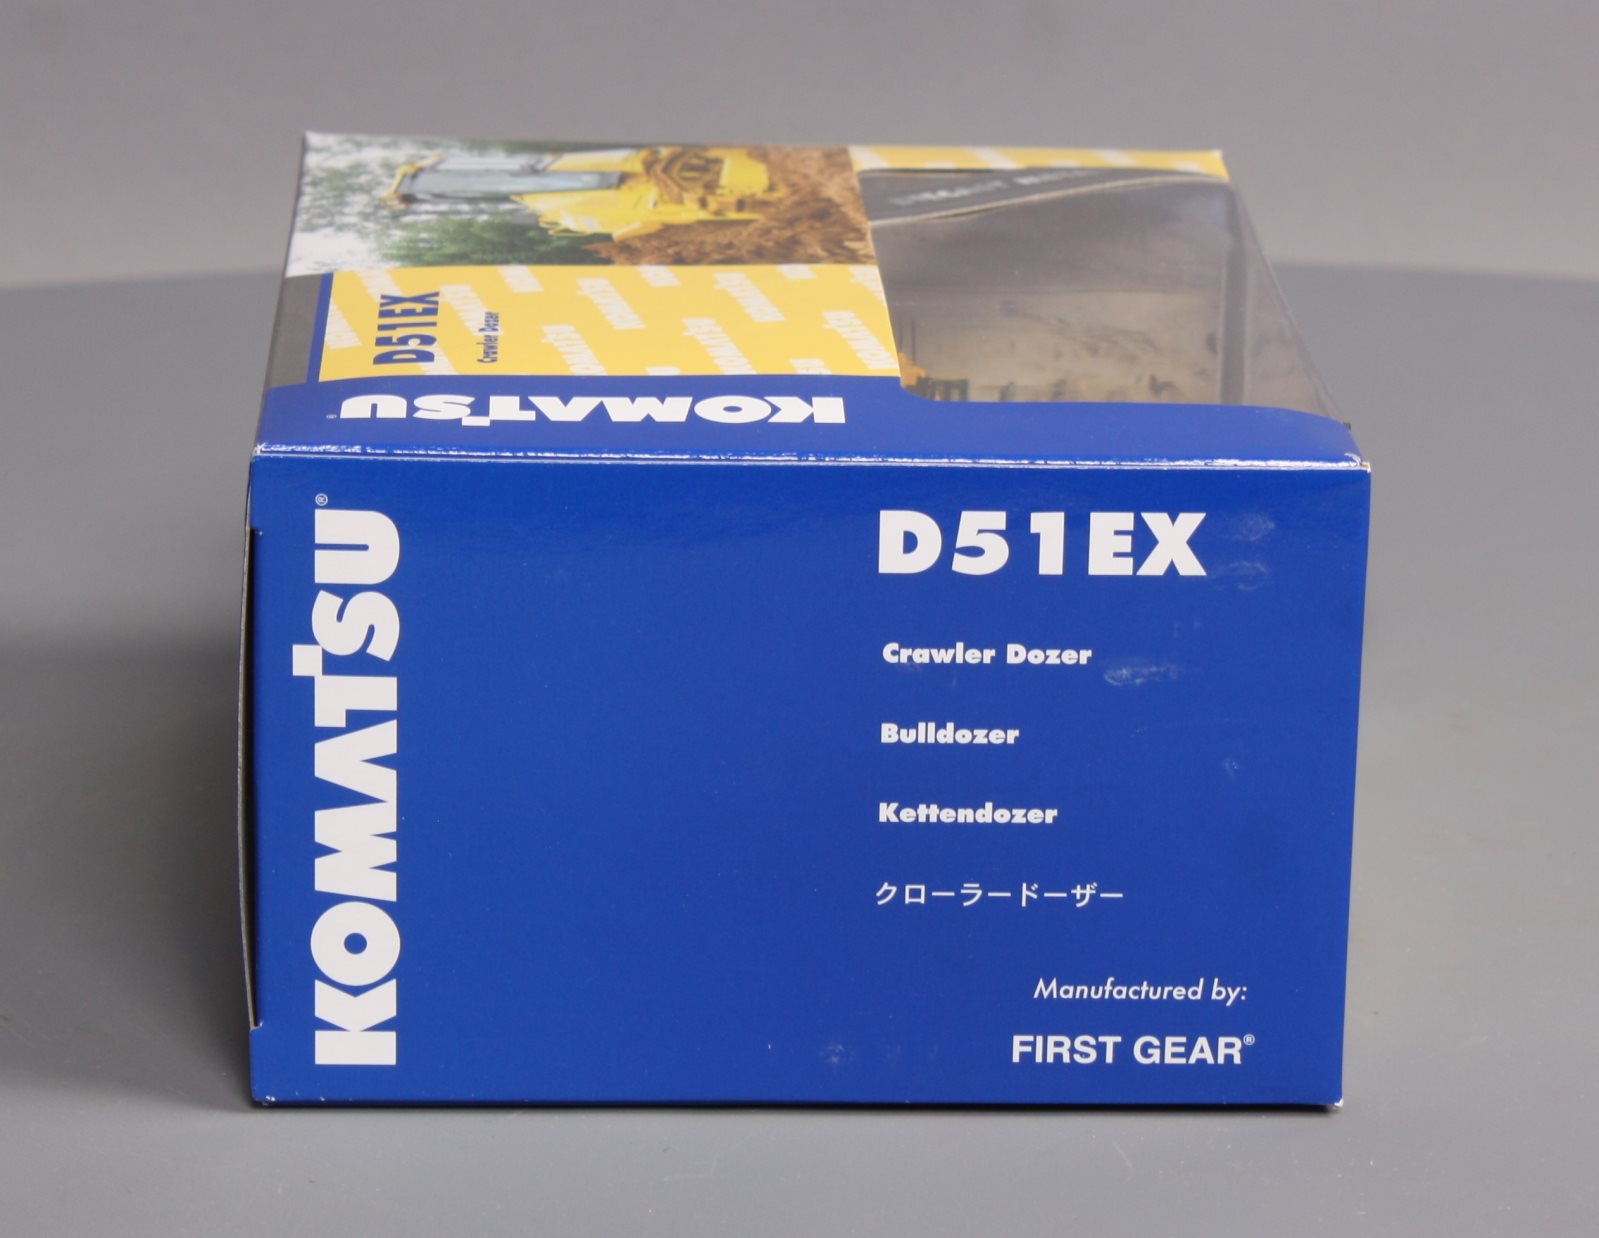 D51EX
Crawler Dozer
KOMATSU®
KOMATSU®
D51EX
Crawler Dozer
Bulldozer
Kettendozer
クローラードーザー
Manufactured by:
FIRST GEAR®